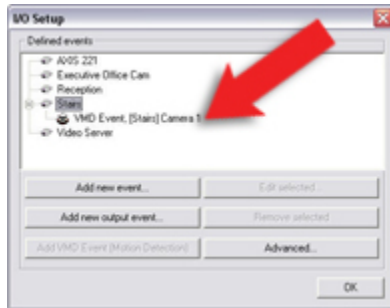 I/O Setup
Defined events
AXIS 221
Executive Office Cam
Reception
Stairs
VMD Event, [Stairs] Camera 1
Video Server
Add new event...
Edit selected...
Add new output event...
Remove selected
Add VMD Event (Motion Detection)
Advanced...
OK